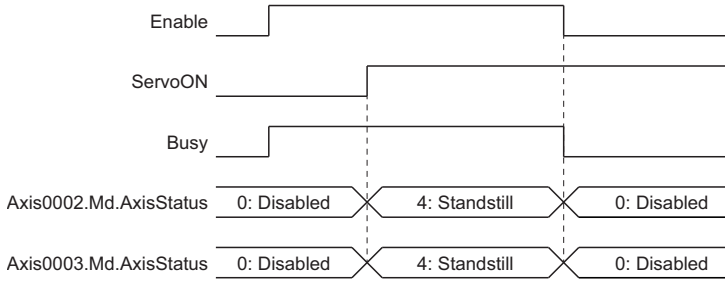 Enable
ServoON
Busy
Axis0002.Md.AxisStatus 0: Disabled 4: Standstill 0: Disabled
Axis0003.Md.AxisStatus 0: Disabled 4: Standstill 0: Disabled